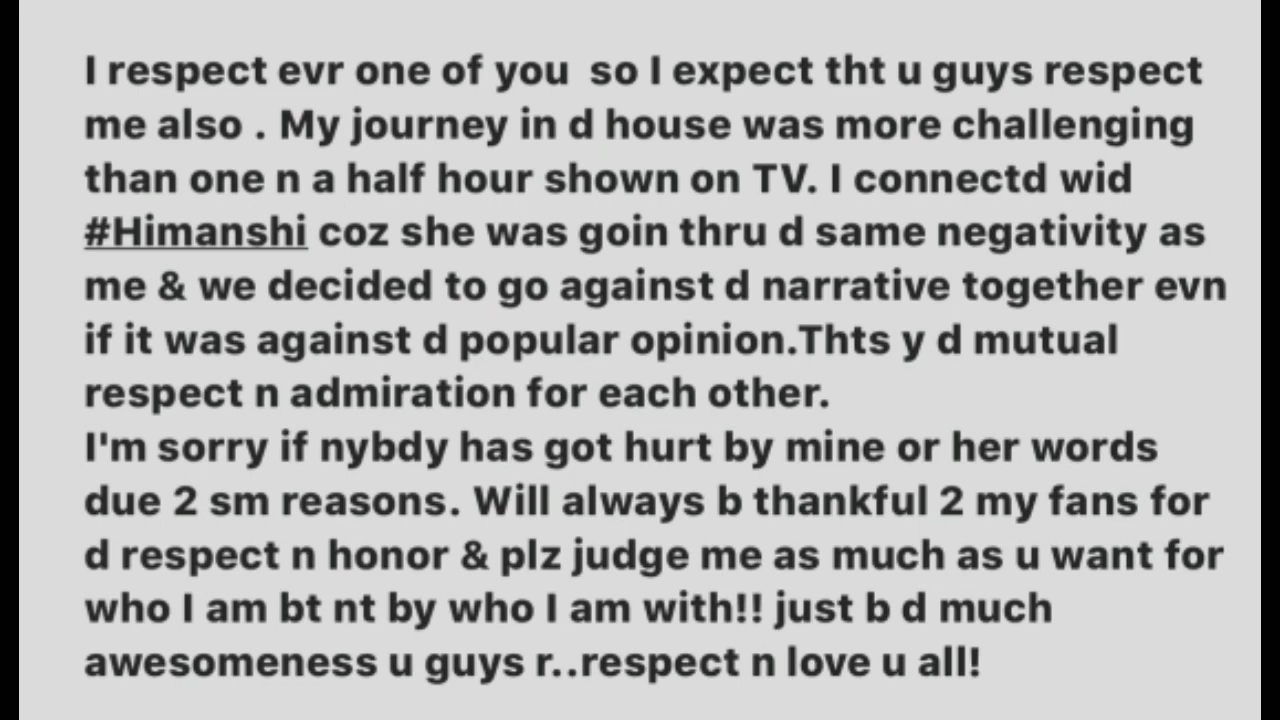 I respect evr one of you  so I expect tht u guys respect
me also . My journey in d house was more challenging
than one n a half hour shown on TV. I connectd wid
#Himanshi coz she was goin thru d same negativity as
me & we decided to go against d narrative together evn
if it was against d popular opinion.Thts y d mutual
respect n admiration for each other.
I'm sorry if nybdy has got hurt by mine or her words
due 2 sm reasons. Will always b thankful 2 my fans for
d respect n honor & plz judge me as much as u want for
who I am bt nt by who I am with!! just b d much
awesomeness u guys r..respect n love u all!